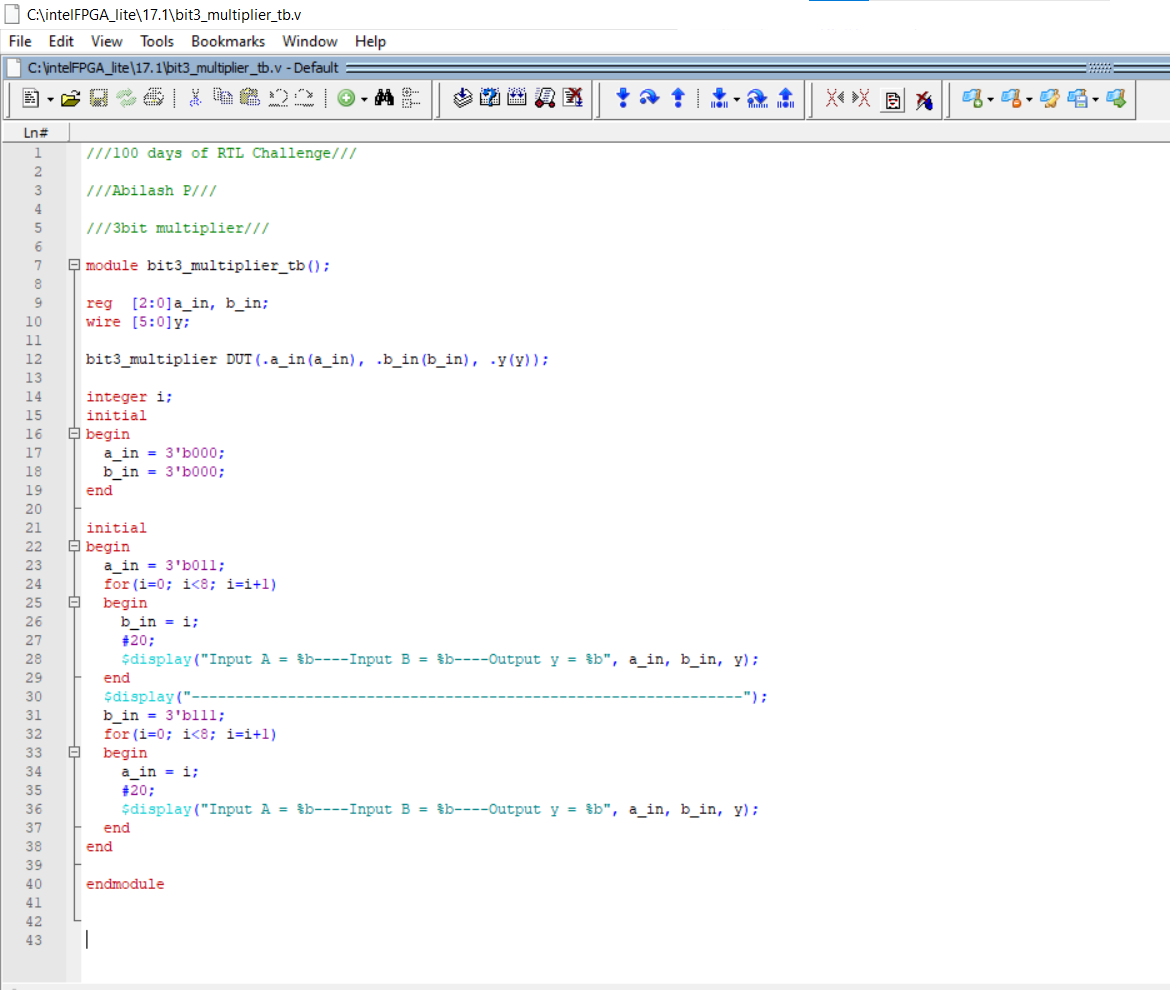 C:\intelFPGA_lite\17.1\bit3_multiplier_tb.v
File Edit View Tools Bookmarks Window Help
C:\intelFPGA_lite\17.1\bit3_multiplier_tb.v - Default
Ln#
1 ///100 days of RTL Challenge///
2
3 ///Abilash P///
4
5 ///3bit multiplier///
6
7 module bit3_multiplier_tb();
8
9 reg  [2:0]a_in, b_in;
10 wire [5:0]y;
11
12 bit3_multiplier DUT(.a_in(a_in), .b_in(b_in), .y(y));
13
14 integer i;
15 initial
16 begin
17   a_in = 3'b000;
18   b_in = 3'b000;
19 end
20
21 initial
22 begin
23   a_in = 3'b011;
24   for(i=0; i<8; i=i+1)
25   begin
26     b_in = i;
27     #20;
28     $display("Input A = %b----Input B = %b----Output y = %b", a_in, b_in, y);
29   end
30   $display("---------------------------------------------------------------");
31   b_in = 3'b111;
32   for(i=0; i<8; i=i+1)
33   begin
34     a_in = i;
35     #20;
36     $display("Input A = %b----Input B = %b----Output y = %b", a_in, b_in, y);
37   end
38 end
39
40 endmodule
41
42
43